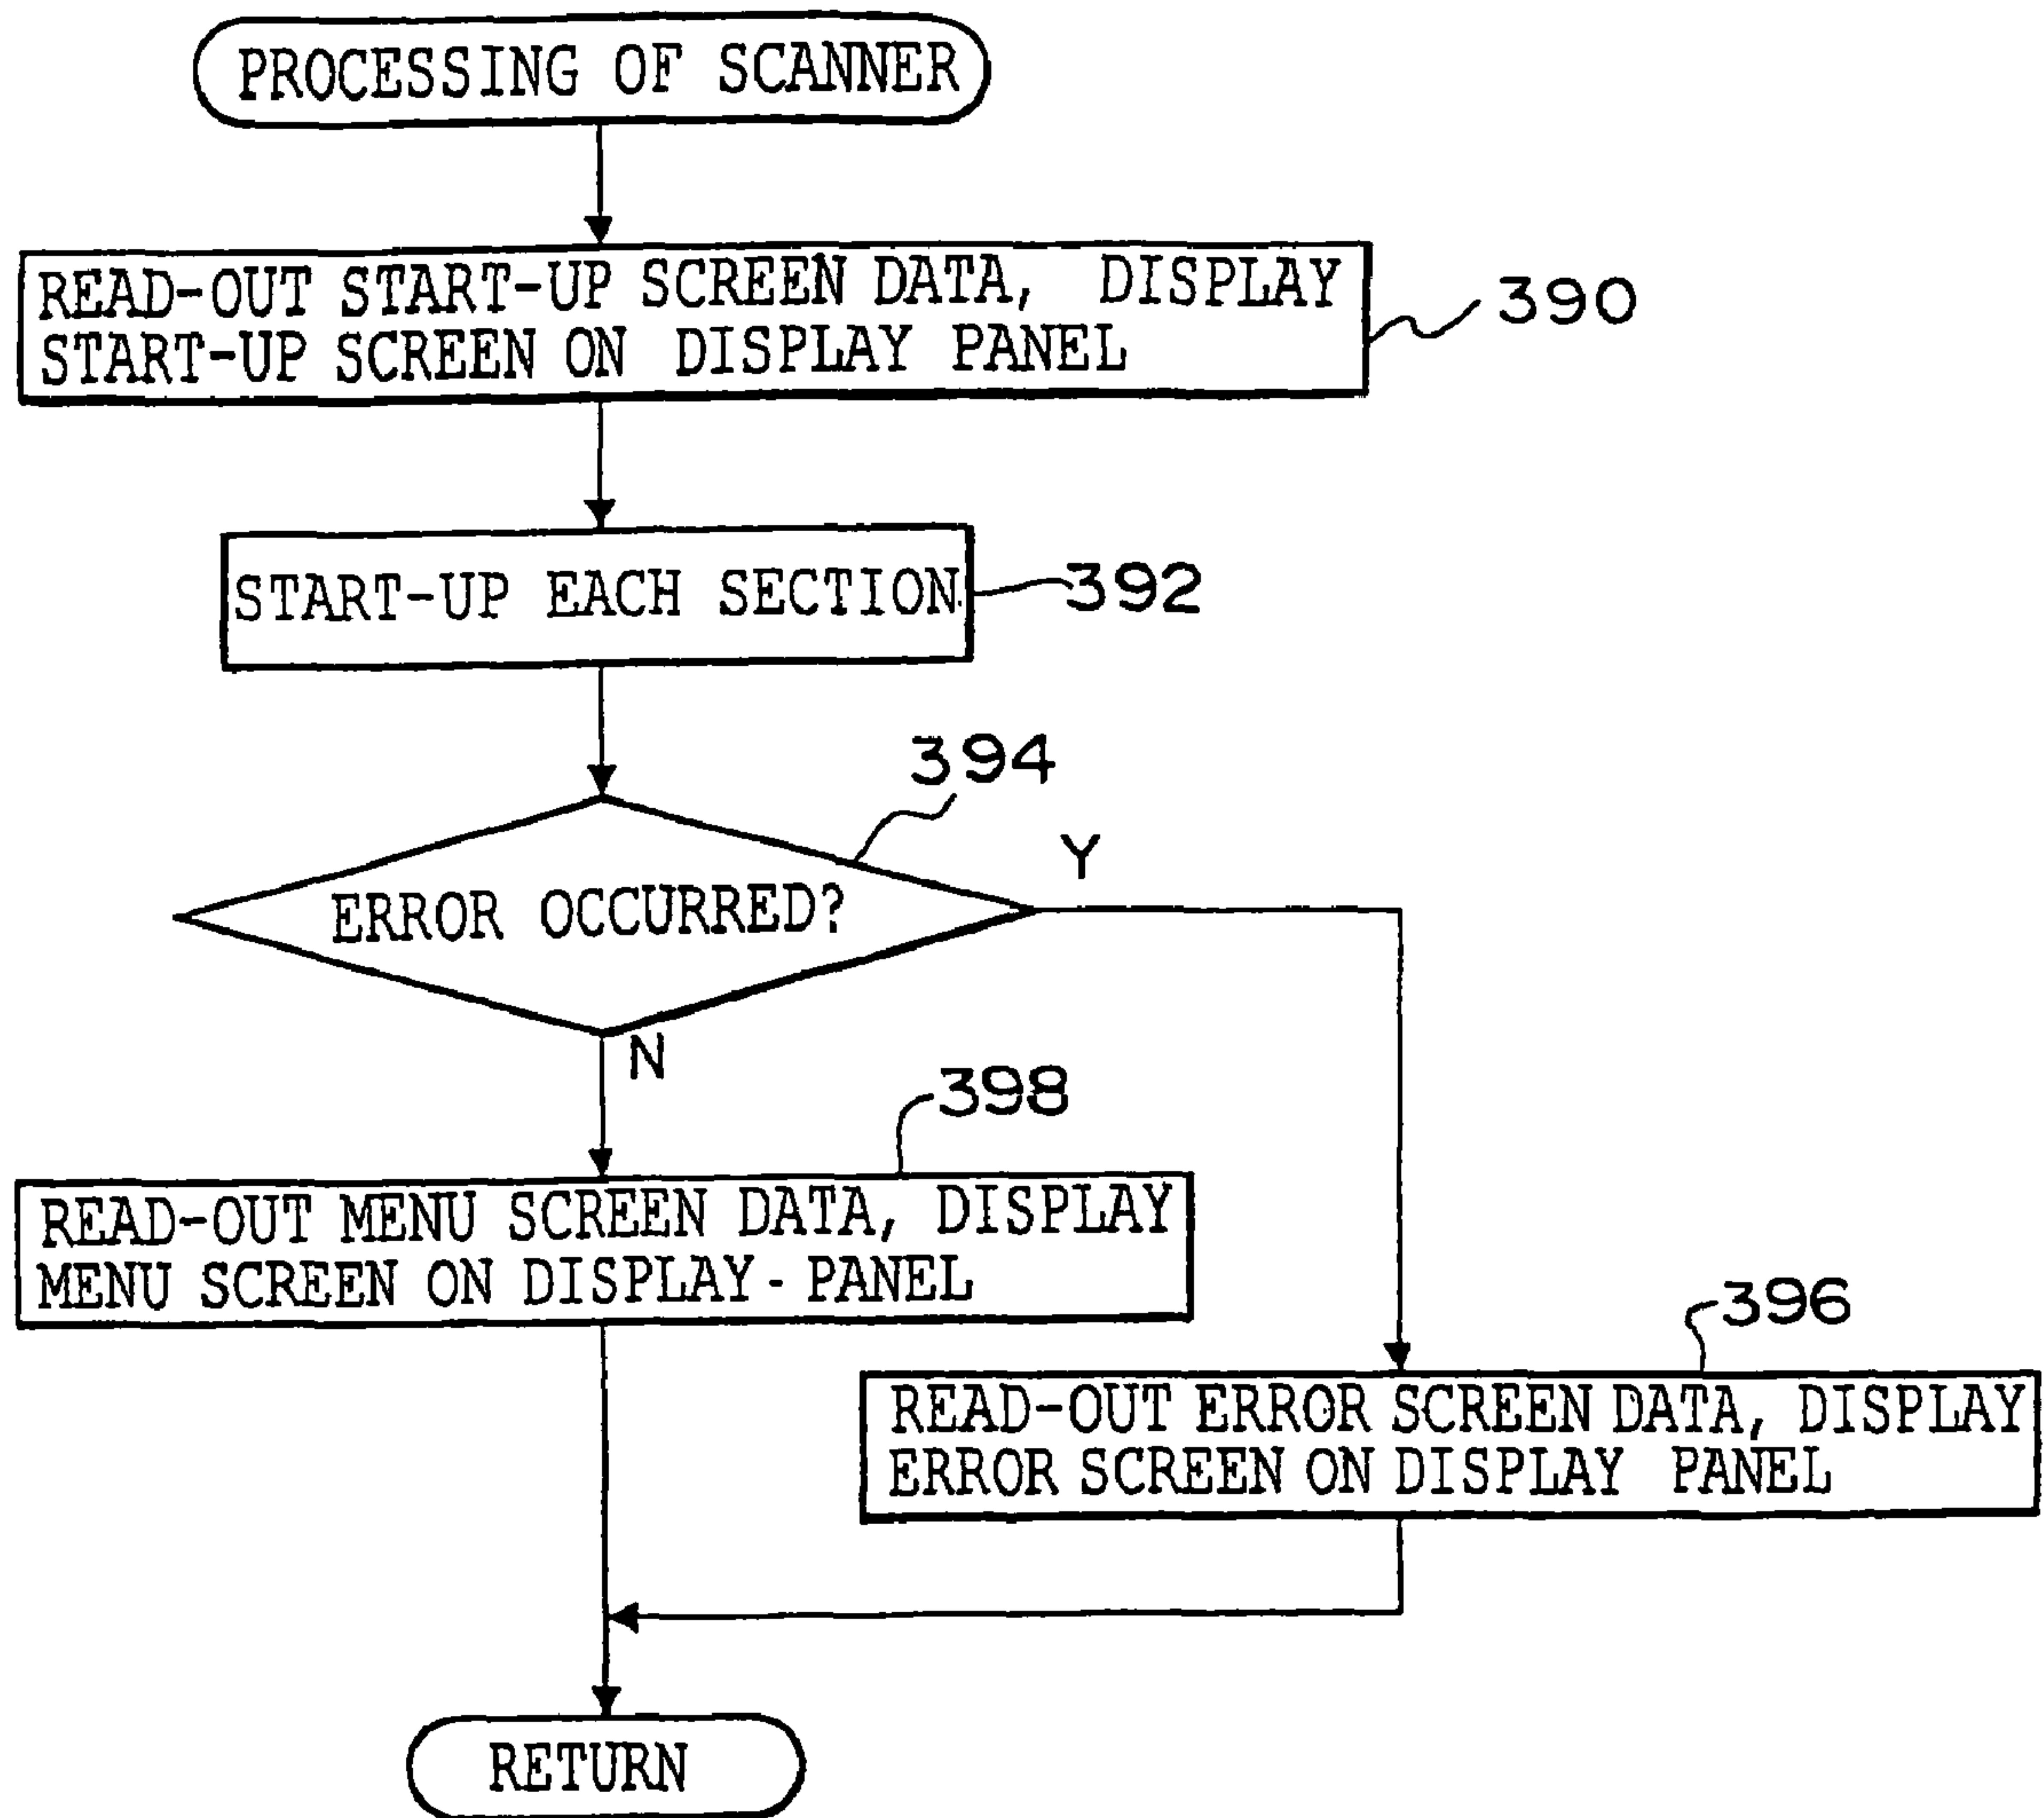 PROCESSING OF SCANNER
READ-OUT START-UP SCREEN DATA, DISPLAY
START-UP SCREEN ON DISPLAY PANEL
390
START-UP EACH SECTION
392
394
ERROR OCCURRED?
Y
N
398
READ-OUT MENU SCREEN DATA, DISPLAY
MENU SCREEN ON DISPLAY-PANEL
396
READ-OUT ERROR SCREEN DATA, DISPLAY
ERROR SCREEN ON DISPLAY PANEL
RETURN